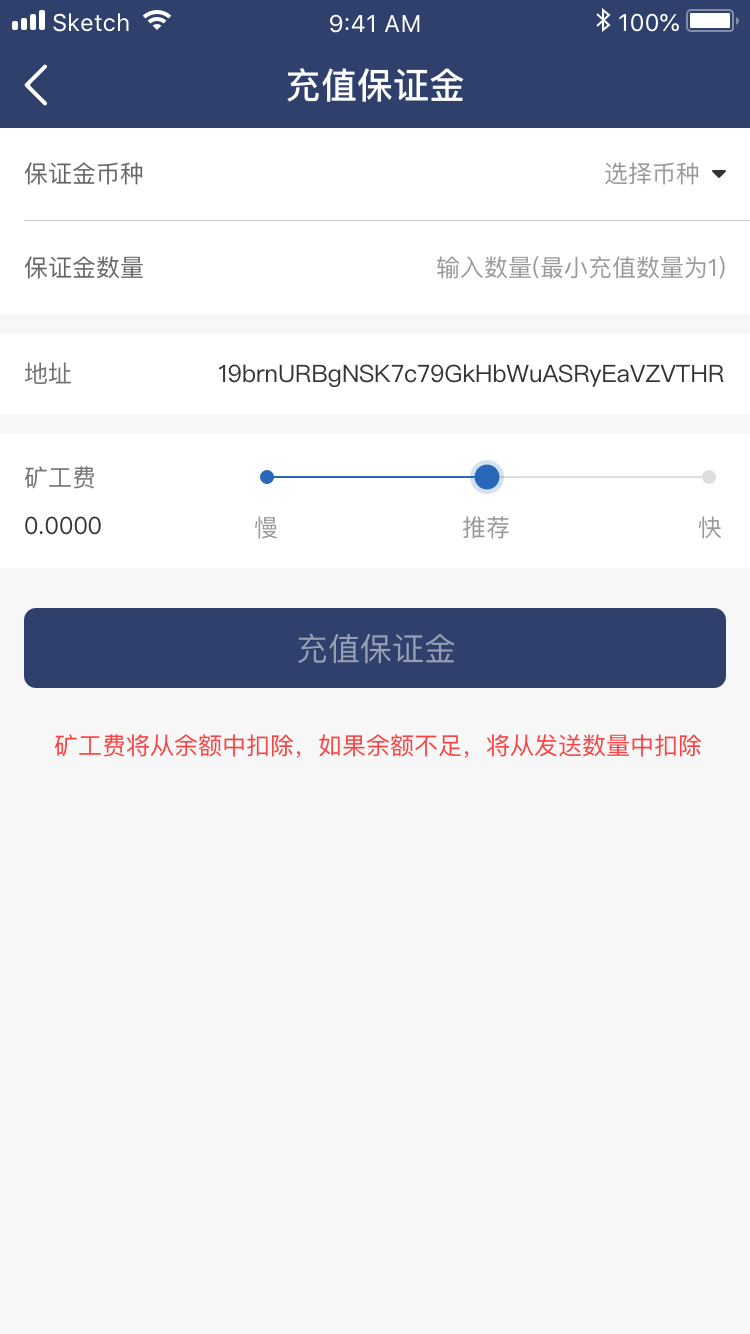 Sketch 9:41 AM 100%
充值保证金
保证金币种 选择币种
保证金数量 输入数量(最小充值数量为1)
地址 19brnURBgNSK7c79GkHbWuASRyEaVZVTHR
矿工费
0.0000 慢 推荐 快
充值保证金
矿工费将从余额中扣除，如果余额不足，将从发送数量中扣除